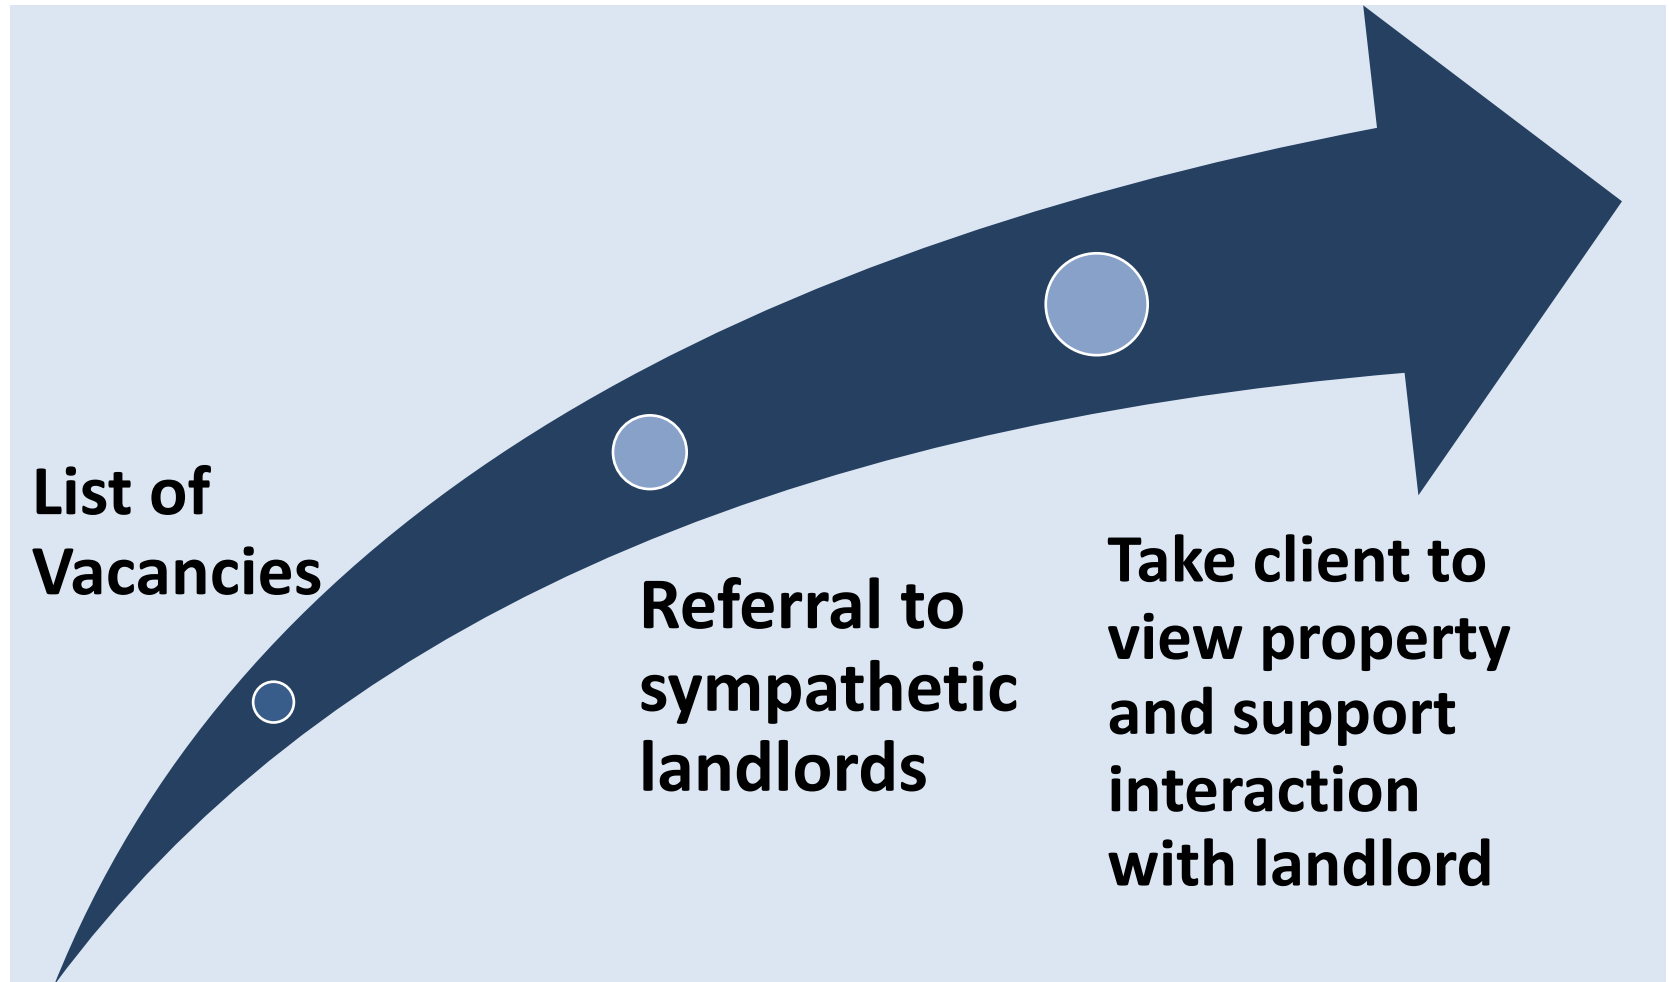 List of
Vacancies
Referral to
sympathetic
landlords
Take client to
view property
and support
interaction
with landlord